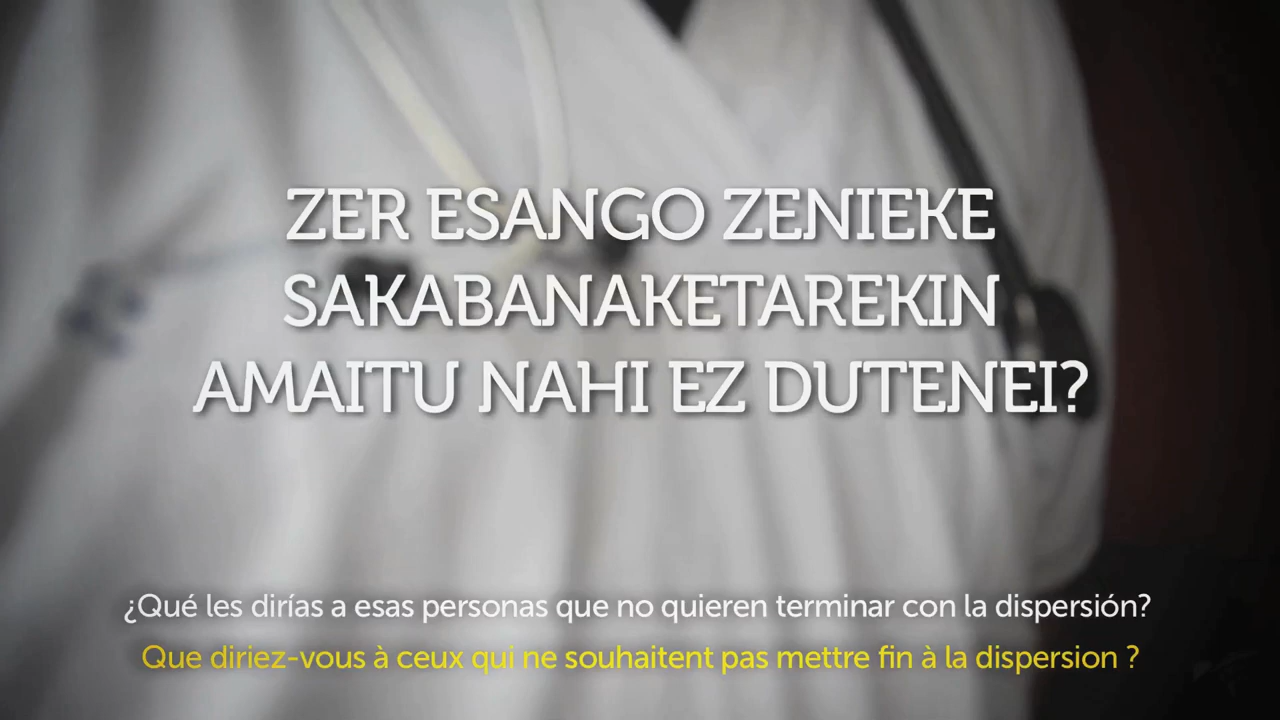 ZER ESANGO ZENIEKE
SAKABANAKETAREKIN
AMAITU NAHI EZ DUTENEI?
¿Qué les dirías a esas personas que no quieren terminar con la dispersión?
Que diriez-vous à ceux qui ne souhaitent pas mettre fin à la dispersion ?